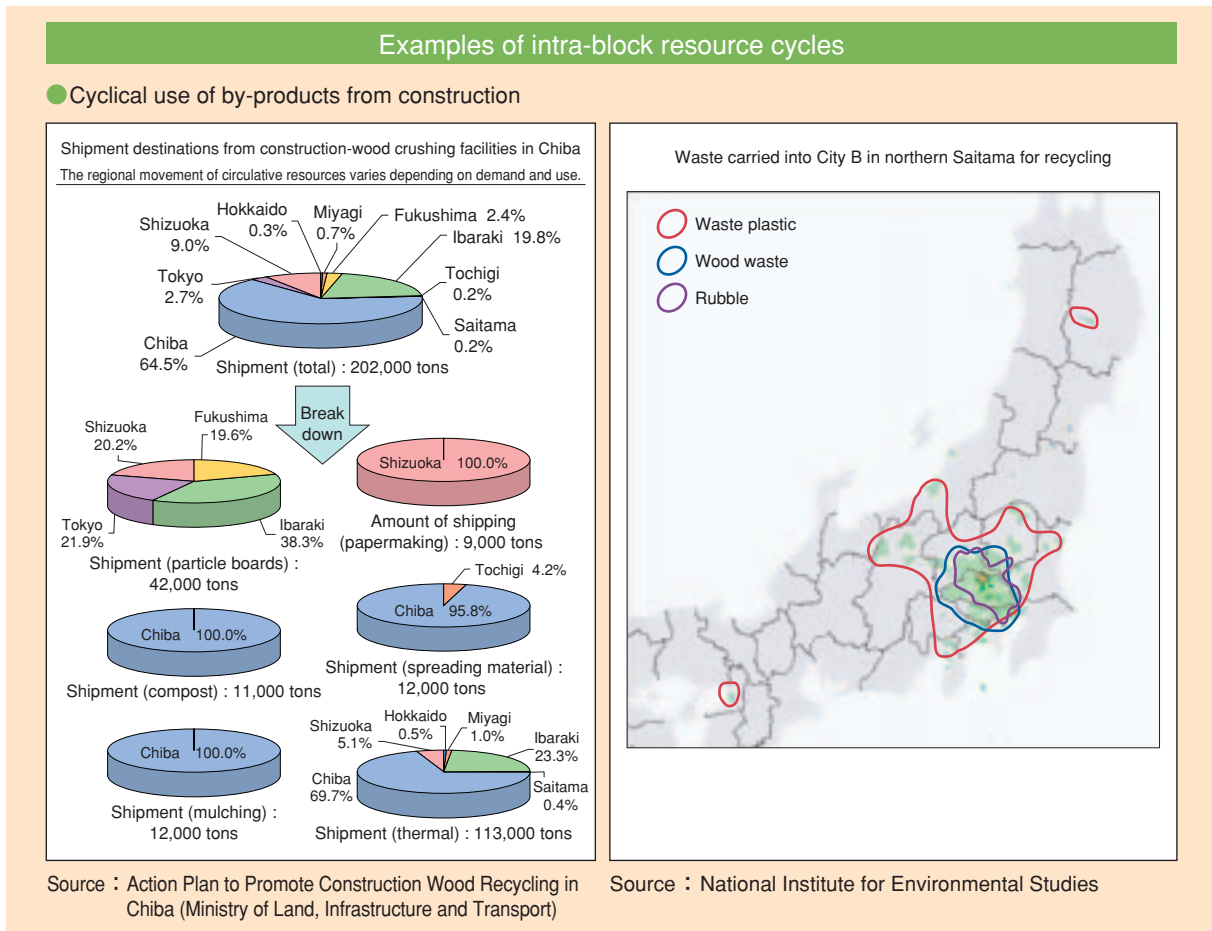 Examples of intra-block resource cycles
Cyclical use of by-products from construction
Shipment destinations from construction-wood crushing facilities in Chiba
The regional movement of circulative resources varies depending on demand and use.
Hokkaido
0.3%
Miyagi
0.7%
Fukushima 2.4%
Shizuoka
9.0%
Ibaraki 19.8%
Tokyo
2.7%
Tochigi
0.2%
Saitama
0.2%
Chiba
64.5%
Shipment (total) : 202,000 tons
Break
down
Shizuoka
20.2%
Fukushima
19.6%
Tokyo
21.9%
Ibaraki
38.3%
Shipment (particle boards) :
42,000 tons
Shizuoka 100.0%
Amount of shipping
(papermaking) : 9,000 tons
Chiba 100.0%
Shipment (compost) : 11,000 tons
Tochigi 4.2%
Chiba 95.8%
Shipment (spreading material) :
12,000 tons
Chiba 100.0%
Shipment (mulching) :
12,000 tons
Shizuoka
5.1%
Hokkaido
0.5%
Miyagi
1.0%
Ibaraki
23.3%
Chiba
69.7%
Saitama
0.4%
Shipment (thermal) : 113,000 tons
Source : Action Plan to Promote Construction Wood Recycling in
Chiba (Ministry of Land, Infrastructure and Transport)
Waste carried into City B in northern Saitama for recycling
Waste plastic
Wood waste
Rubble
Source : National Institute for Environmental Studies